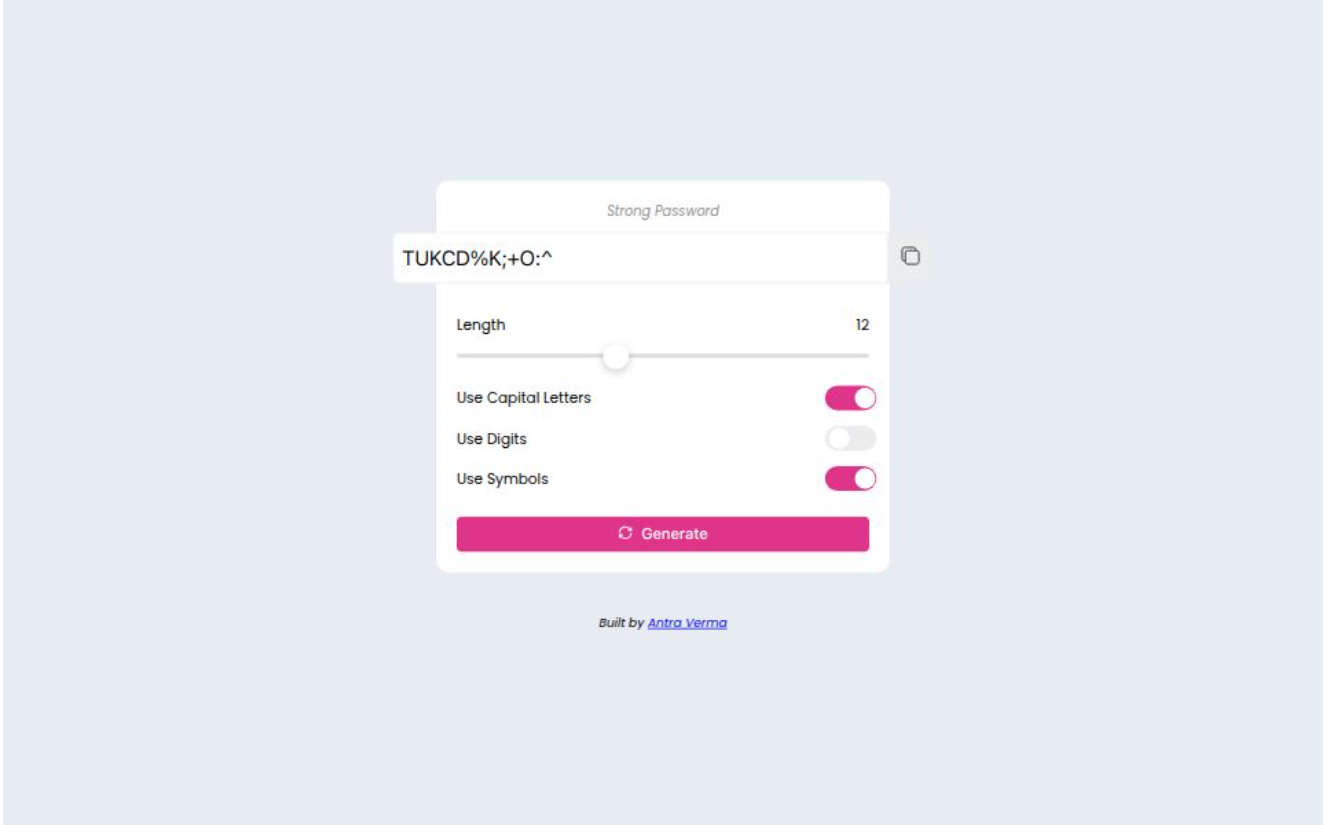 Strong Password
TUKCD%K;+O:^
Length 12
Use Capital Letters
Use Digits
Use Symbols
Generate
Built by Antra Verma